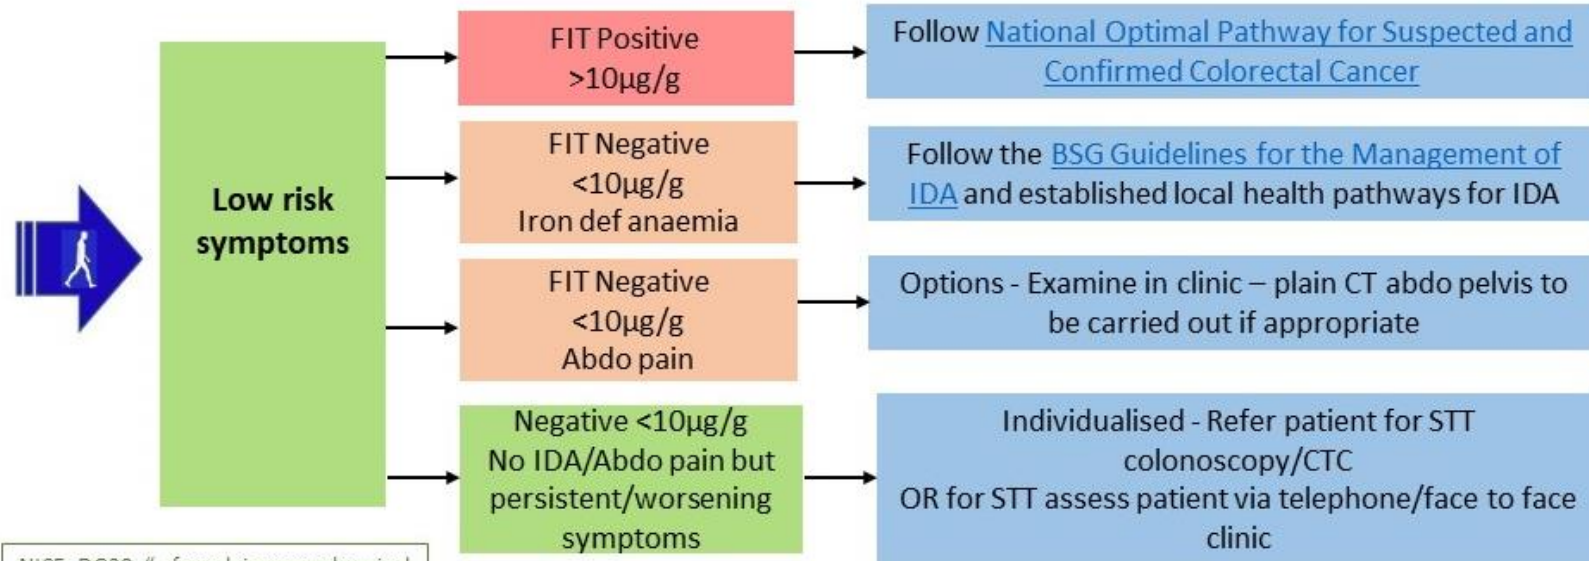 Low risk
symptoms
FIT Positive
>10µg/g
Follow National Optimal Pathway for Suspected and
Confirmed Colorectal Cancer
FIT Negative
<10µg/g
Iron def anaemia
Follow the BSG Guidelines for the Management of
IDA and established local health pathways for IDA
FIT Negative
<10µg/g
Abdo pain
Options - Examine in clinic – plain CT abdo pelvis to
be carried out if appropriate
Negative <10µg/g
No IDA/Abdo pain but
persistent/worsening
symptoms
Individualised - Refer patient for STT
colonoscopy/CTC
OR for STT assess patient via telephone/face to face
clinic